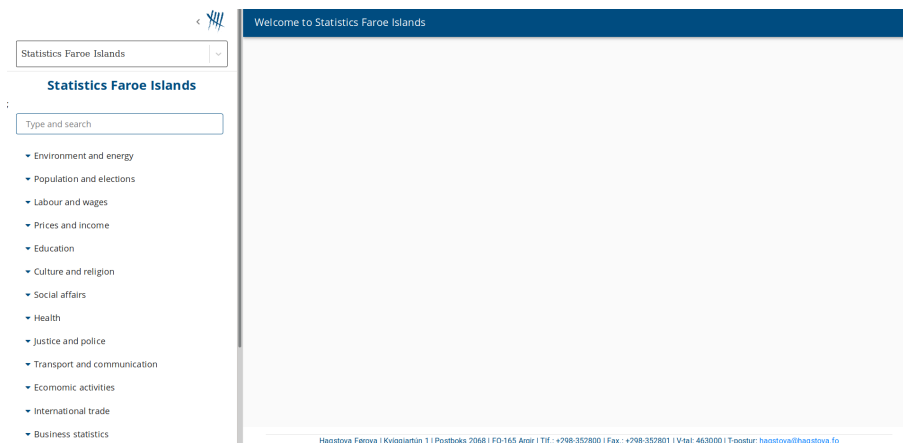 Welcome to Statistics Faroe Islands
Statistics Faroe Islands
Statistics Faroe Islands
;
Type and search
Environment and energy
Population and elections
Labour and wages
Prices and income
Education
Culture and religion
Social affairs
Health
Justice and police
Transport and communication
Ecomomic activities
International trade
Business statistics
Hagstova Føroya | Kviggjartún 1 | Postboks 2068 | FO-165 Argir | Tlf.: +298-352800 | Fax.: +298-352801 | V-tal: 463000 | T-postur: hagstova@hagstova.fo